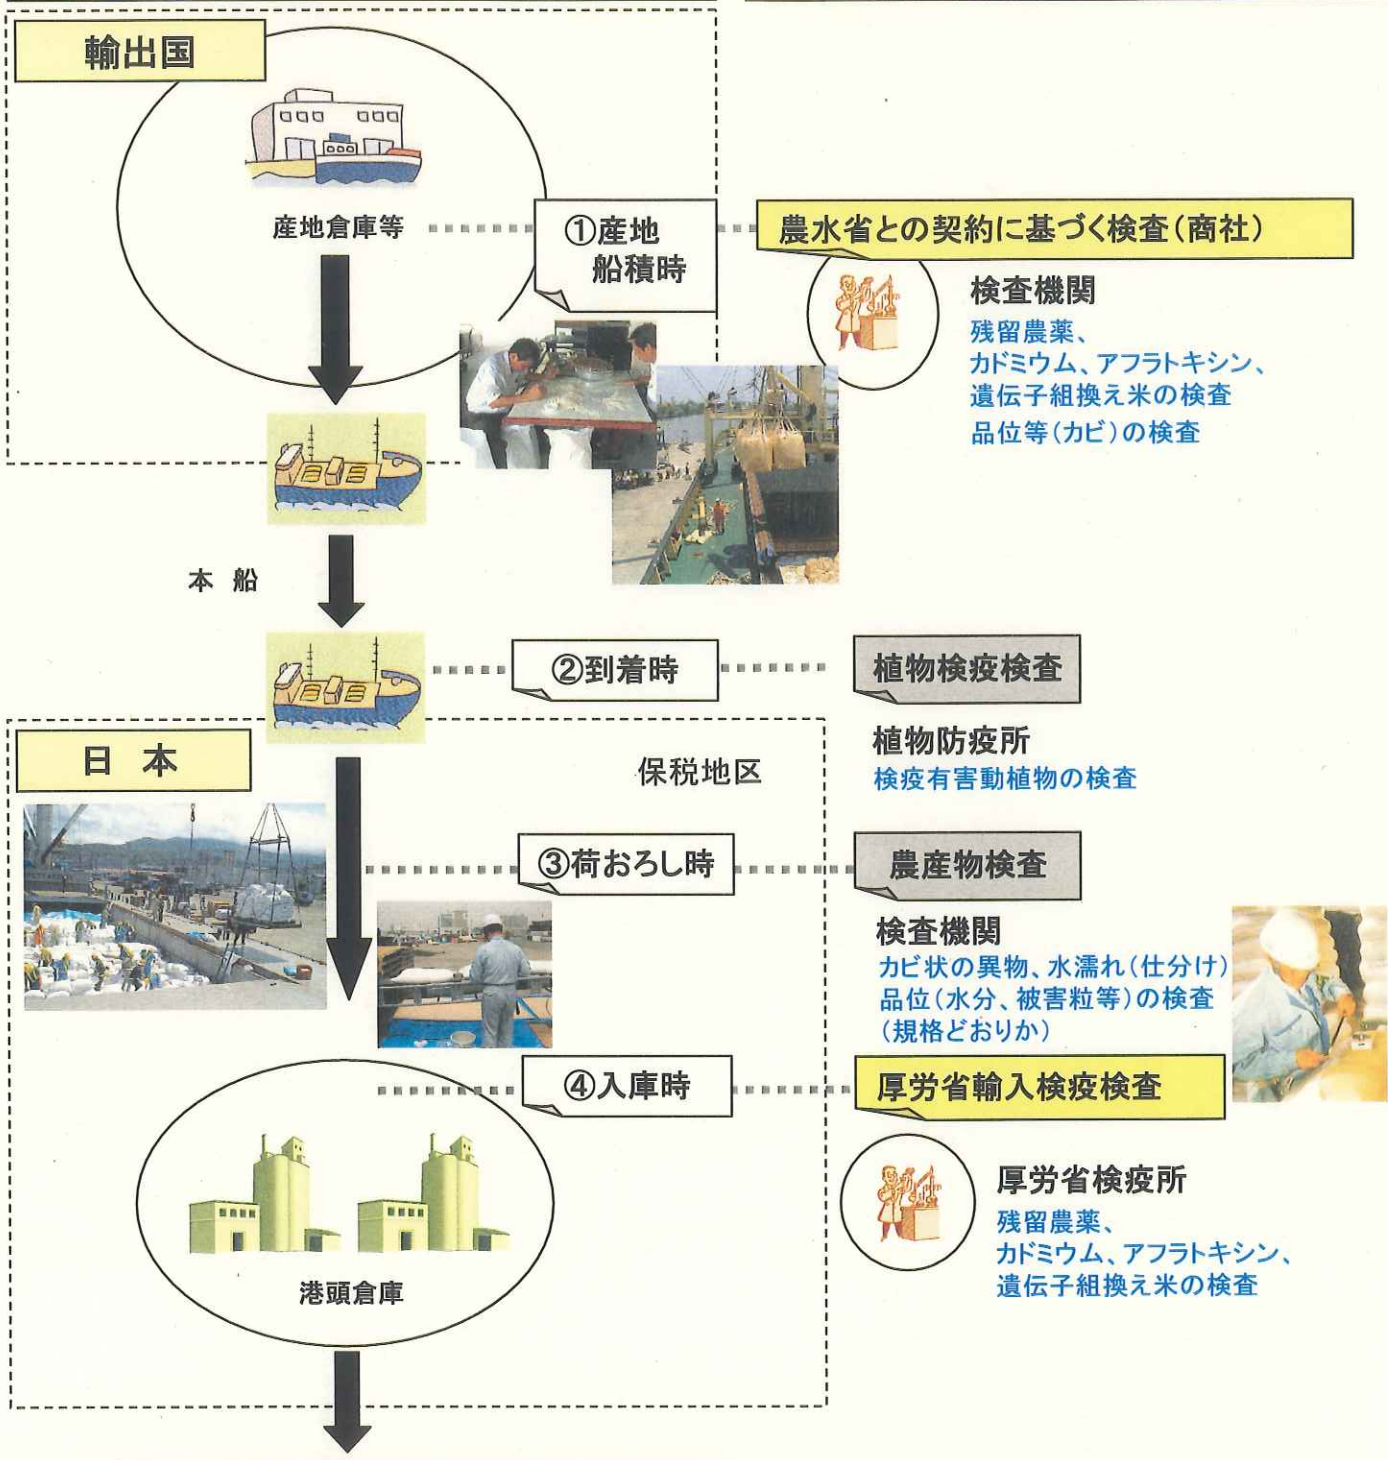 輸出国
産地倉庫等
①産地
船積時
農水省との契約に基づく検査(商社)
検査機関
残留農薬、
カドミウム、アフラトキシン、
遺伝子組換え米の検査
品位等(カビ)の検査
本 船
②到着時
植物検疫検査
植物防疫所
検疫有害動植物の検査
日 本
保税地区
③荷おろし時
農産物検査
検査機関
カビ状の異物、水濡れ(仕分け)
品位(水分、被害粒等)の検査
(規格どおりか)
④入庫時
厚労省輸入検疫検査
厚労省検疫所
残留農薬、
カドミウム、アフラトキシン、
遺伝子組換え米の検査
港頭倉庫